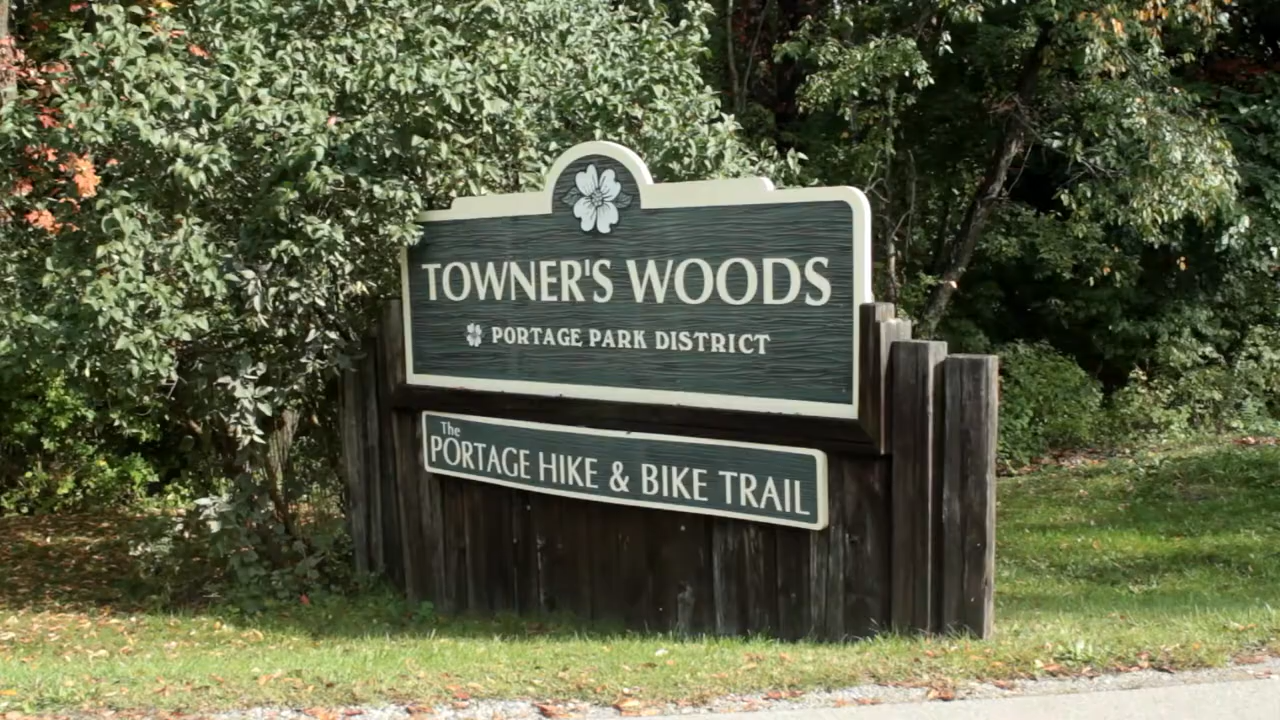 TOWNER'S WOODS
PORTAGE PARK DISTRICT
The
PORTAGE HIKE & BIKE TRAIL